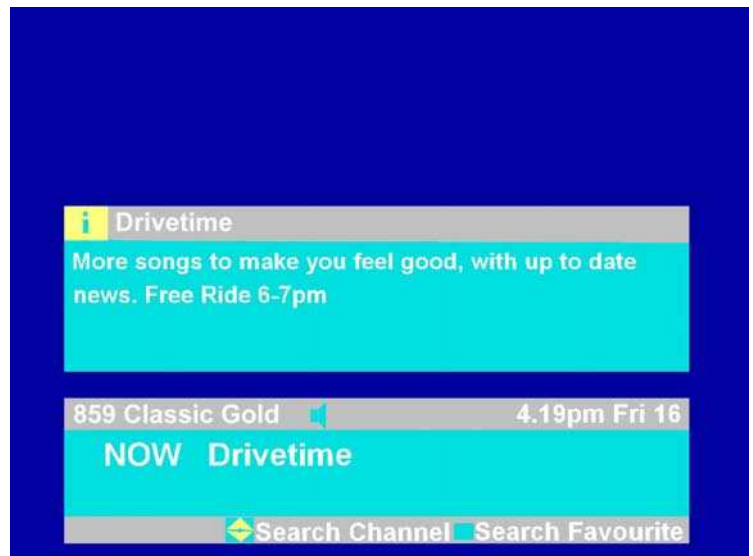 i Drivetime
More songs to make you feel good, with up to date
news. Free Ride 6-7pm
859 Classic Gold 4.19pm Fri 16
NOW Drivetime
Search Channel Search Favourite